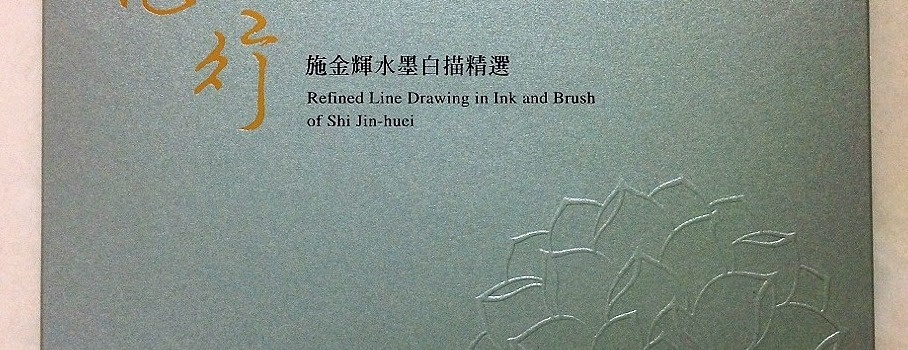 行
施金輝水墨白描精選
Refined Line Drawing in Ink and Brush
of Shi Jin-huei